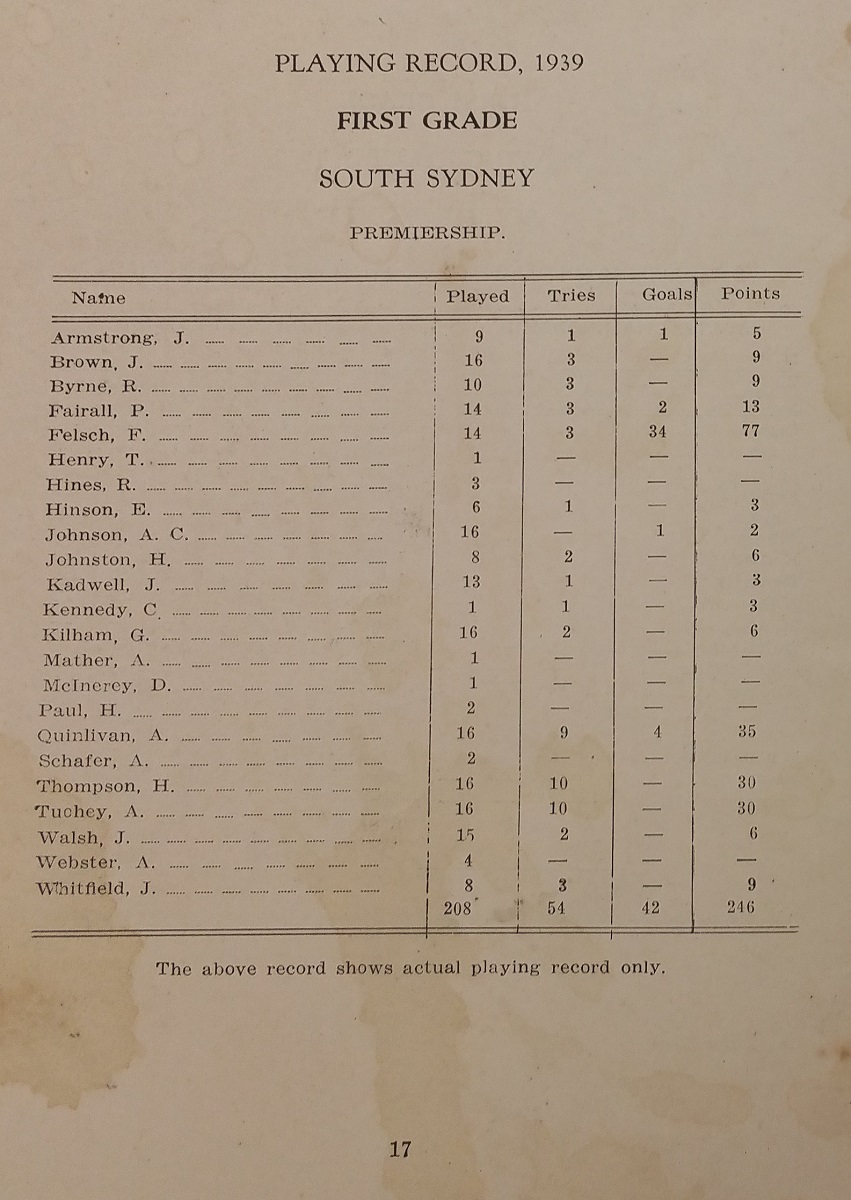 PLAYING RECORD, 1939
FIRST GRADE
SOUTH SYDNEY
PREMIERSHIP.
Name Played Tries Goals Points
Armstrong, J. 9 1 1 5
Brown, J. 16 3 — 9
Byrne, R. 10 3 — 9
Fairall, P. 14 3 2 13
Felsch, F. 14 3 34 77
Henry, T. 1 — — —
Hines, R. 3 — — —
Hinson, E. 6 1 — 3
Johnson, A. C. 16 — 1 2
Johnston, H. 8 2 — 6
Kadwell, J. 13 1 — 3
Kennedy, C. 1 1 — 3
Kilham, G. 16 2 — 6
Mather, A. 1 — — —
McInerey, D. 1 — — —
Paul, H. 2 — — —
Quinlivan, A. 16 9 4 35
Schafer, A. 2 — — —
Thompson, H. 16 10 — 30
Tuchey, A. 16 10 — 30
Walsh, J. 15 2 — 6
Webster, A. 4 — — —
Whitfield, J. 8 3 — 9
208 54 42 246
The above record shows actual playing record only.
17